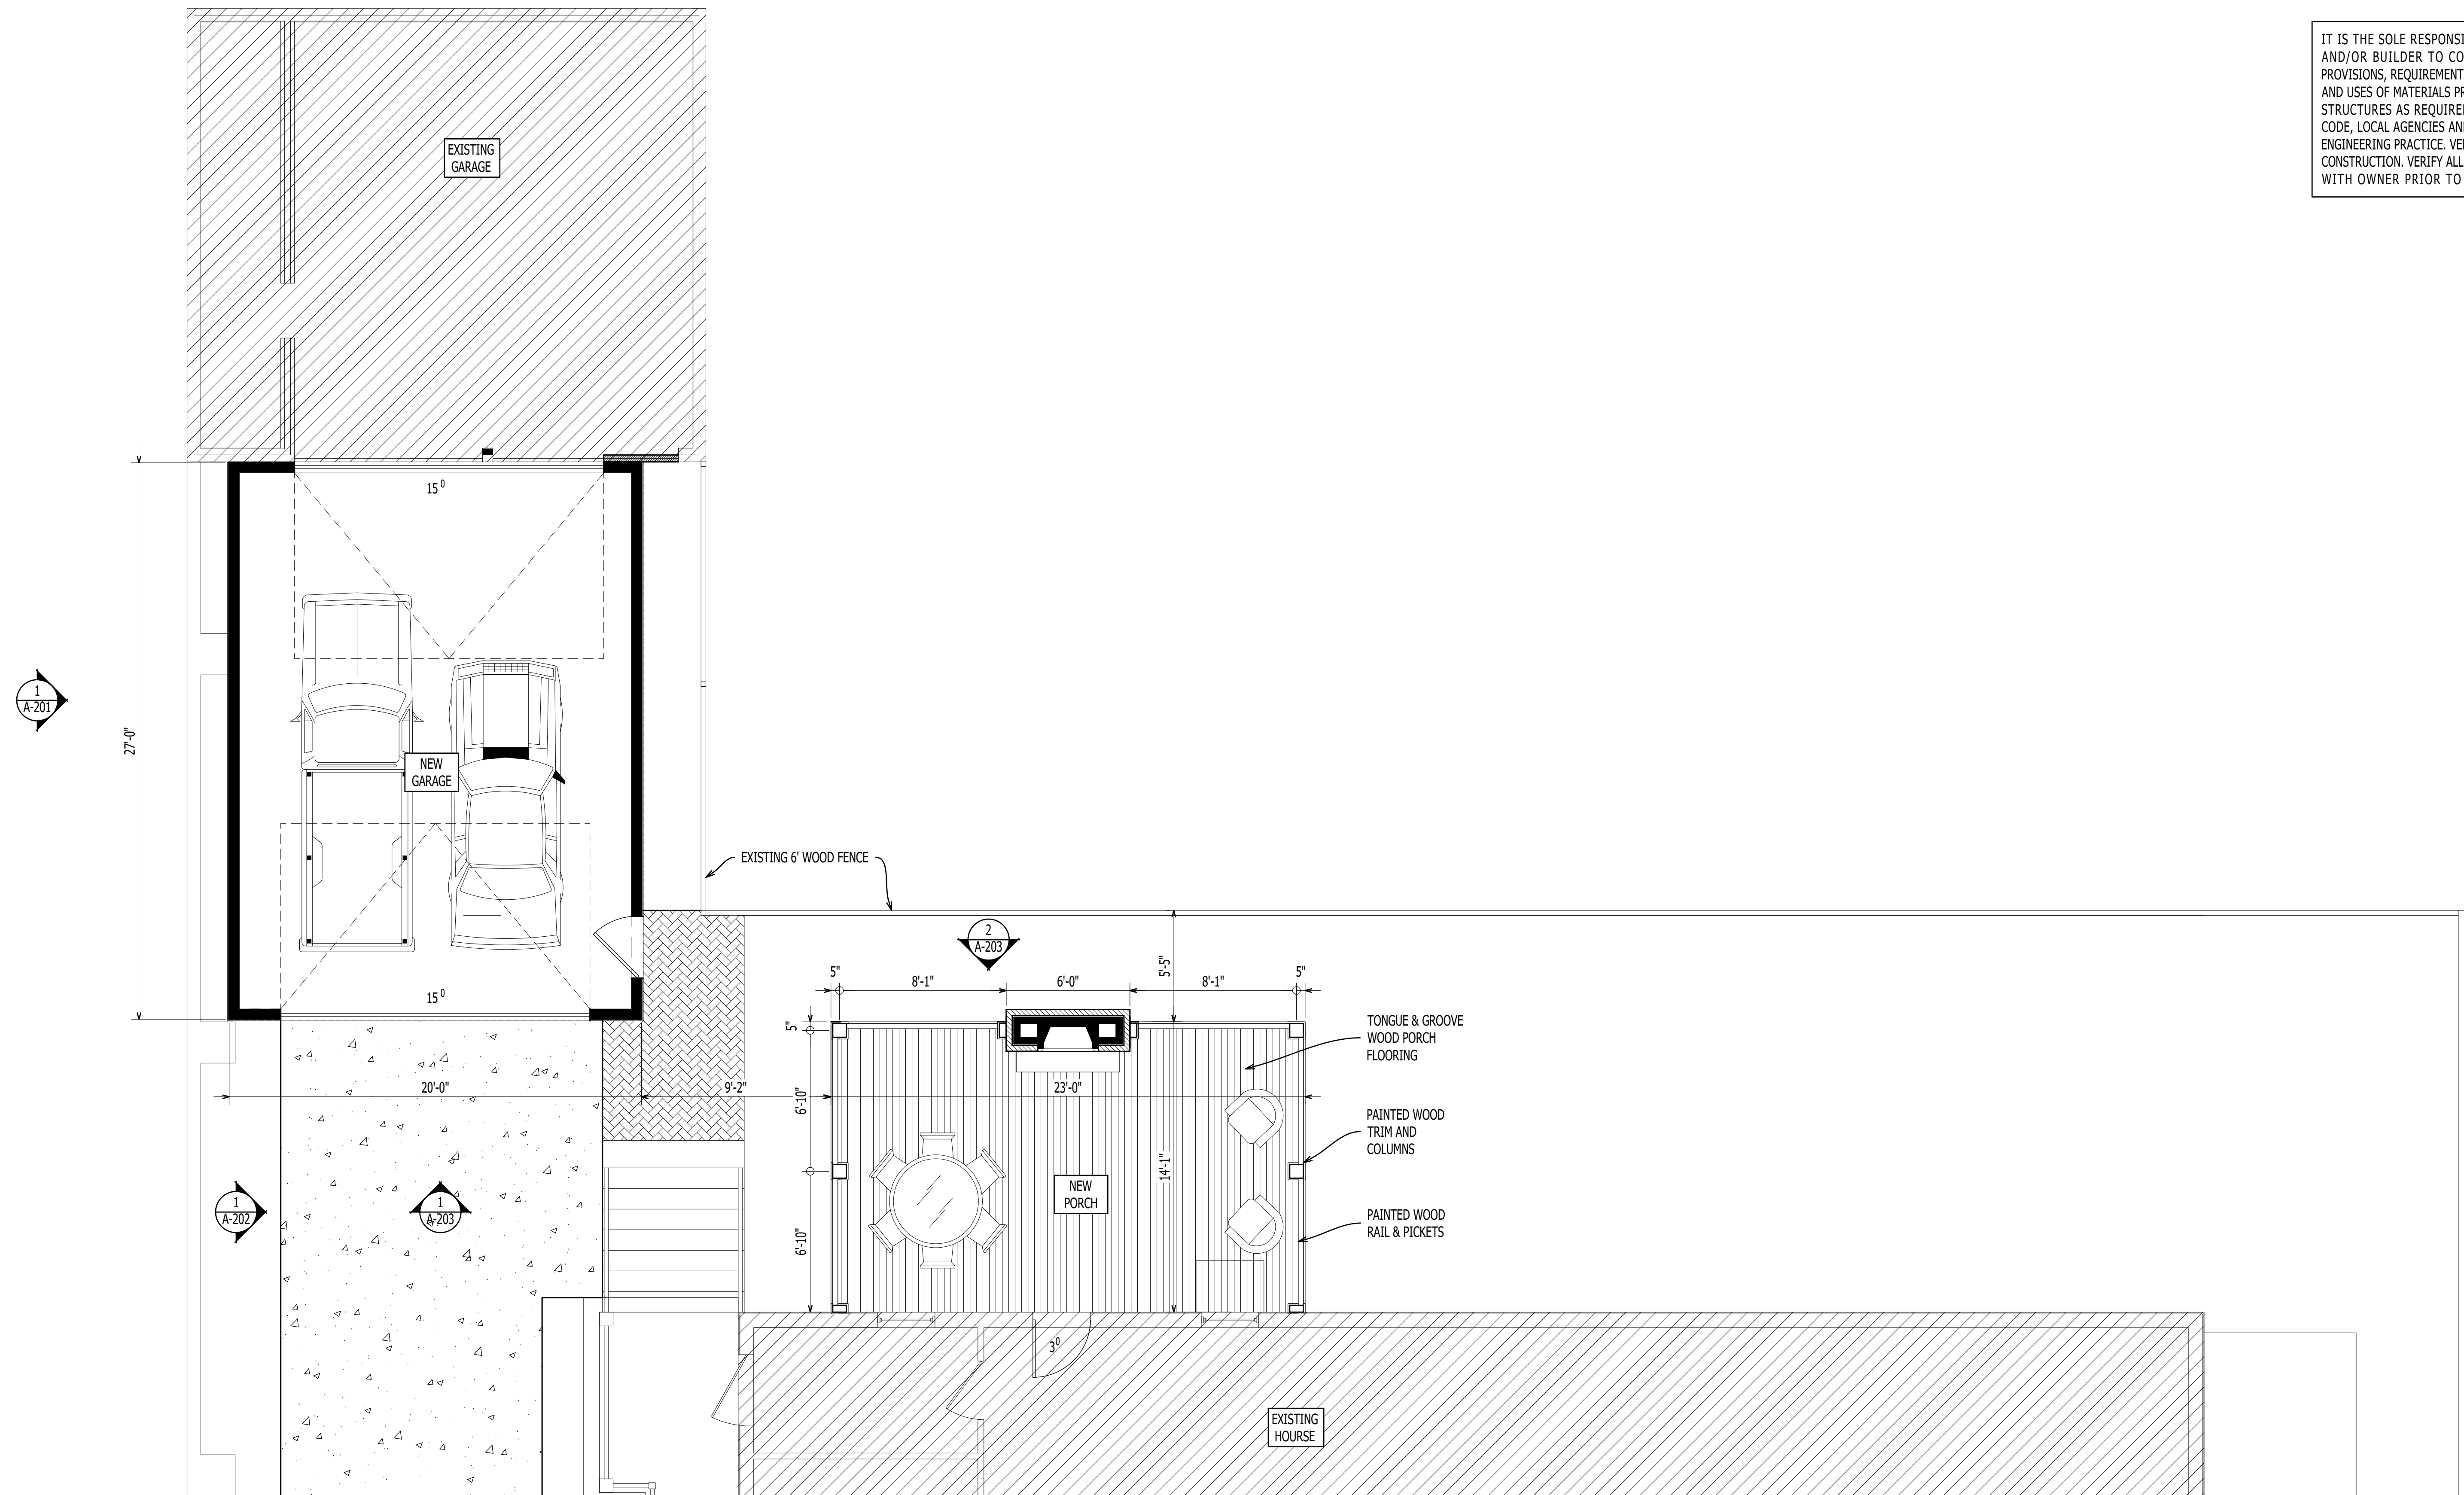 IT IS THE SOLE RESPONSI
AND/OR BUILDER TO CO
PROVISIONS, REQUIREMENT
AND USES OF MATERIALS PR
STRUCTURES AS REQUIRE
CODE, LOCAL AGENCIES AN
ENGINEERING PRACTICE. VE
CONSTRUCTION. VERIFY ALL
WITH OWNER PRIOR TO
EXISTING
GARAGE
15 0
1
A-201
27'-0"
NEW
GARAGE
EXISTING 6' WOOD FENCE
2
A-203
15 0
5"
8'-1"
6'-0"
8'-1"
5"
5'-5"
5"
TONGUE & GROOVE
WOOD PORCH
FLOORING
20'-0"
9'-2"
23'-0"
6'-10"
PAINTED WOOD
TRIM AND
COLUMNS
14'-1"
NEW
PORCH
1
A-202
1
A-203
6'-10"
PAINTED WOOD
RAIL & PICKETS
3 0
EXISTING
HOURSE